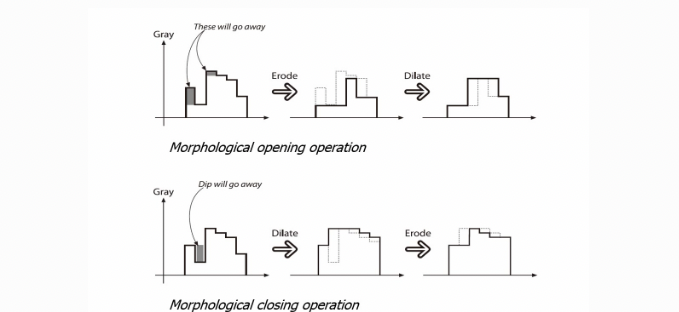 These will go away
Gray
Erode
Dilate
Morphological opening operation
Dip will go away
Gray
Dilate
Erode
Morphological closing operation